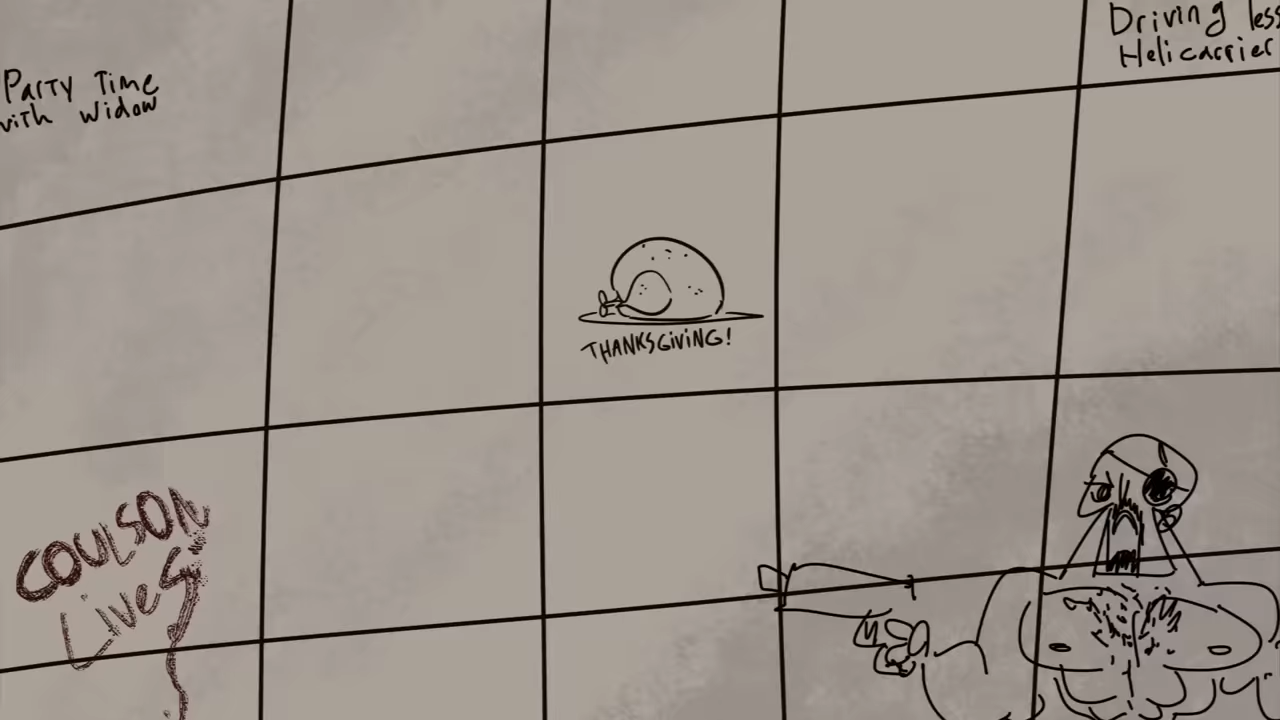 Driving less
Helicarrier
Party Time
with Widow
THANKSGIVING!
COULSON
Lives